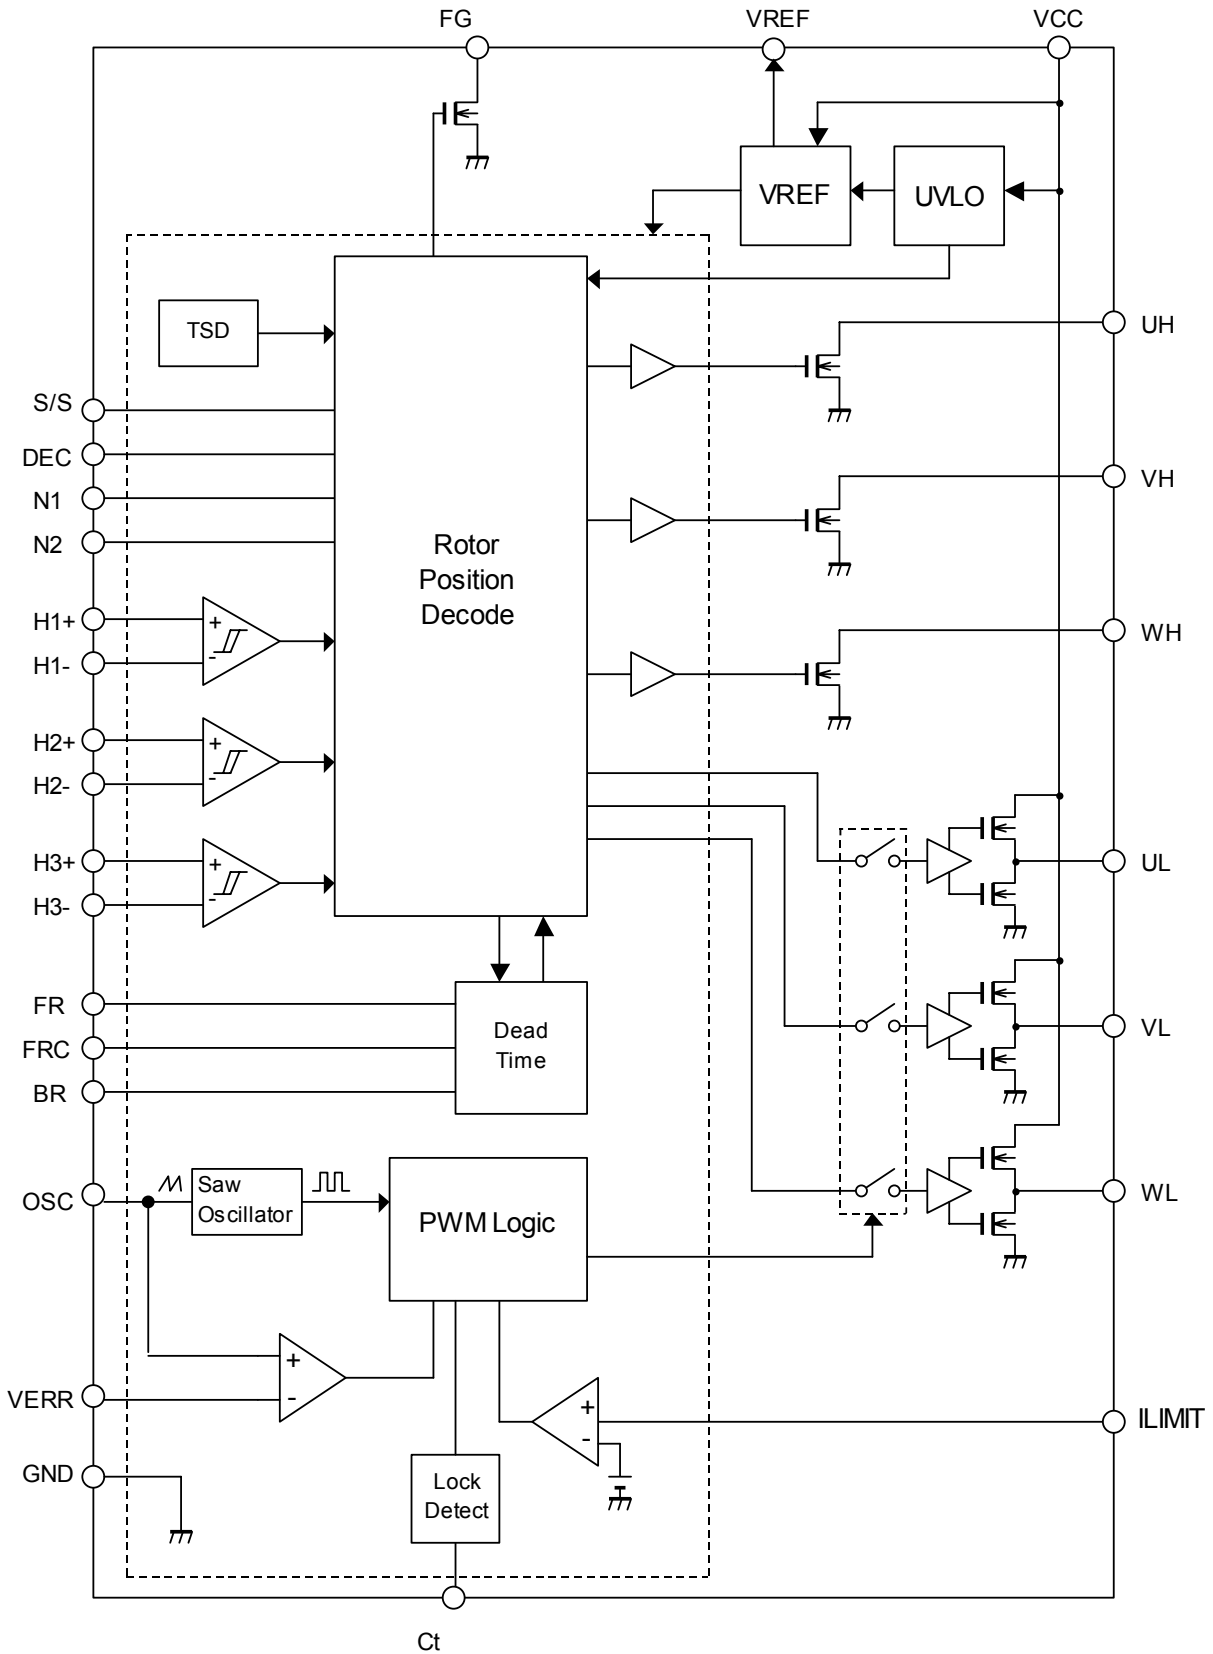 FG
VREF
VCC
VREF
UVLO
TSD
UH
S/S
DEC
N1
N2
VH
Rotor
Position
Decode
H1+
H1-
+
-
WH
H2+
H2-
+
-
H3+
H3-
+
-
UL
FR
FRC
BR
Dead
Time
VL
OSC
Saw
Oscillator
PWM Logic
WL
VERR
+
-
+
-
ILIMIT
GND
Lock
Detect
Ct